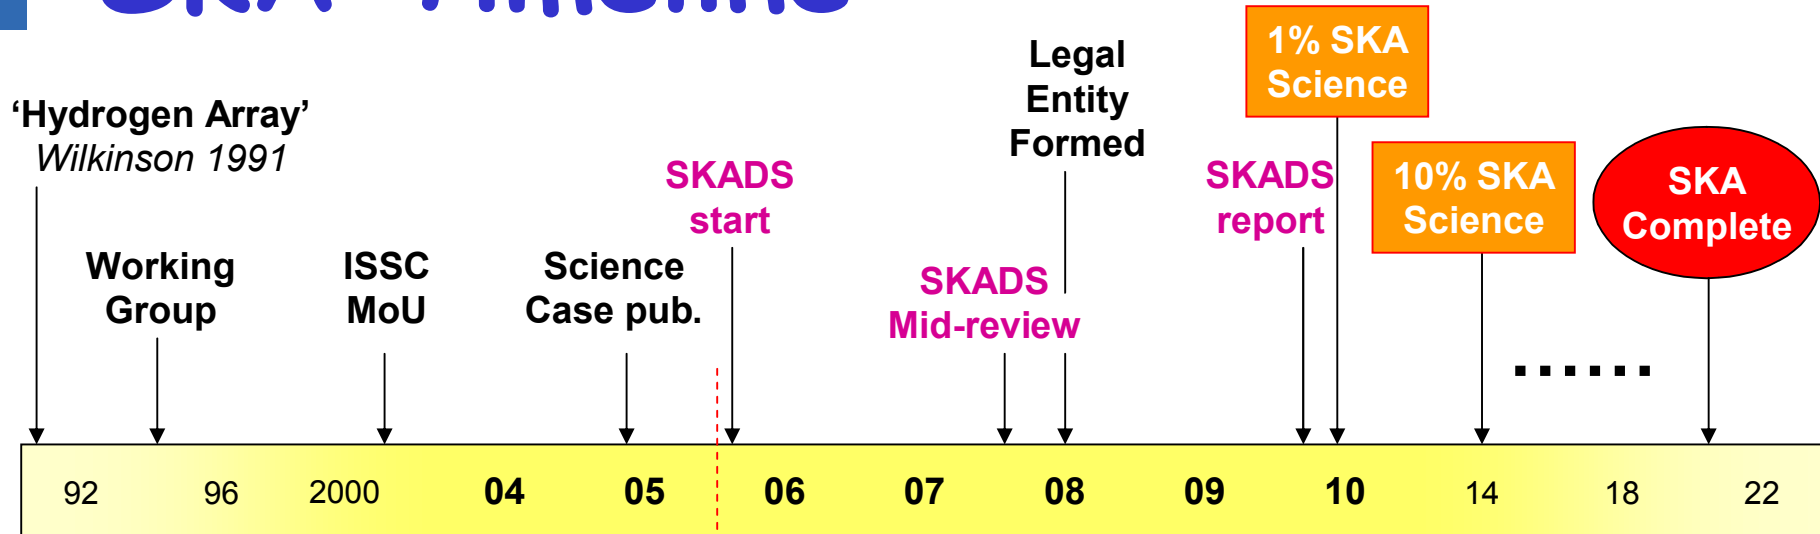 SKA Timeline
'Hydrogen Array'
Wilkinson 1991
Working
Group
ISSC
MoU
Science
Case pub.
SKADS
start
SKADS
Mid-review
Legal
Entity
Formed
SKADS
report
1% SKA
Science
10% SKA
Science
SKA
Complete
......
92 96 2000 04 05 06 07 08 09 10 14 18 22